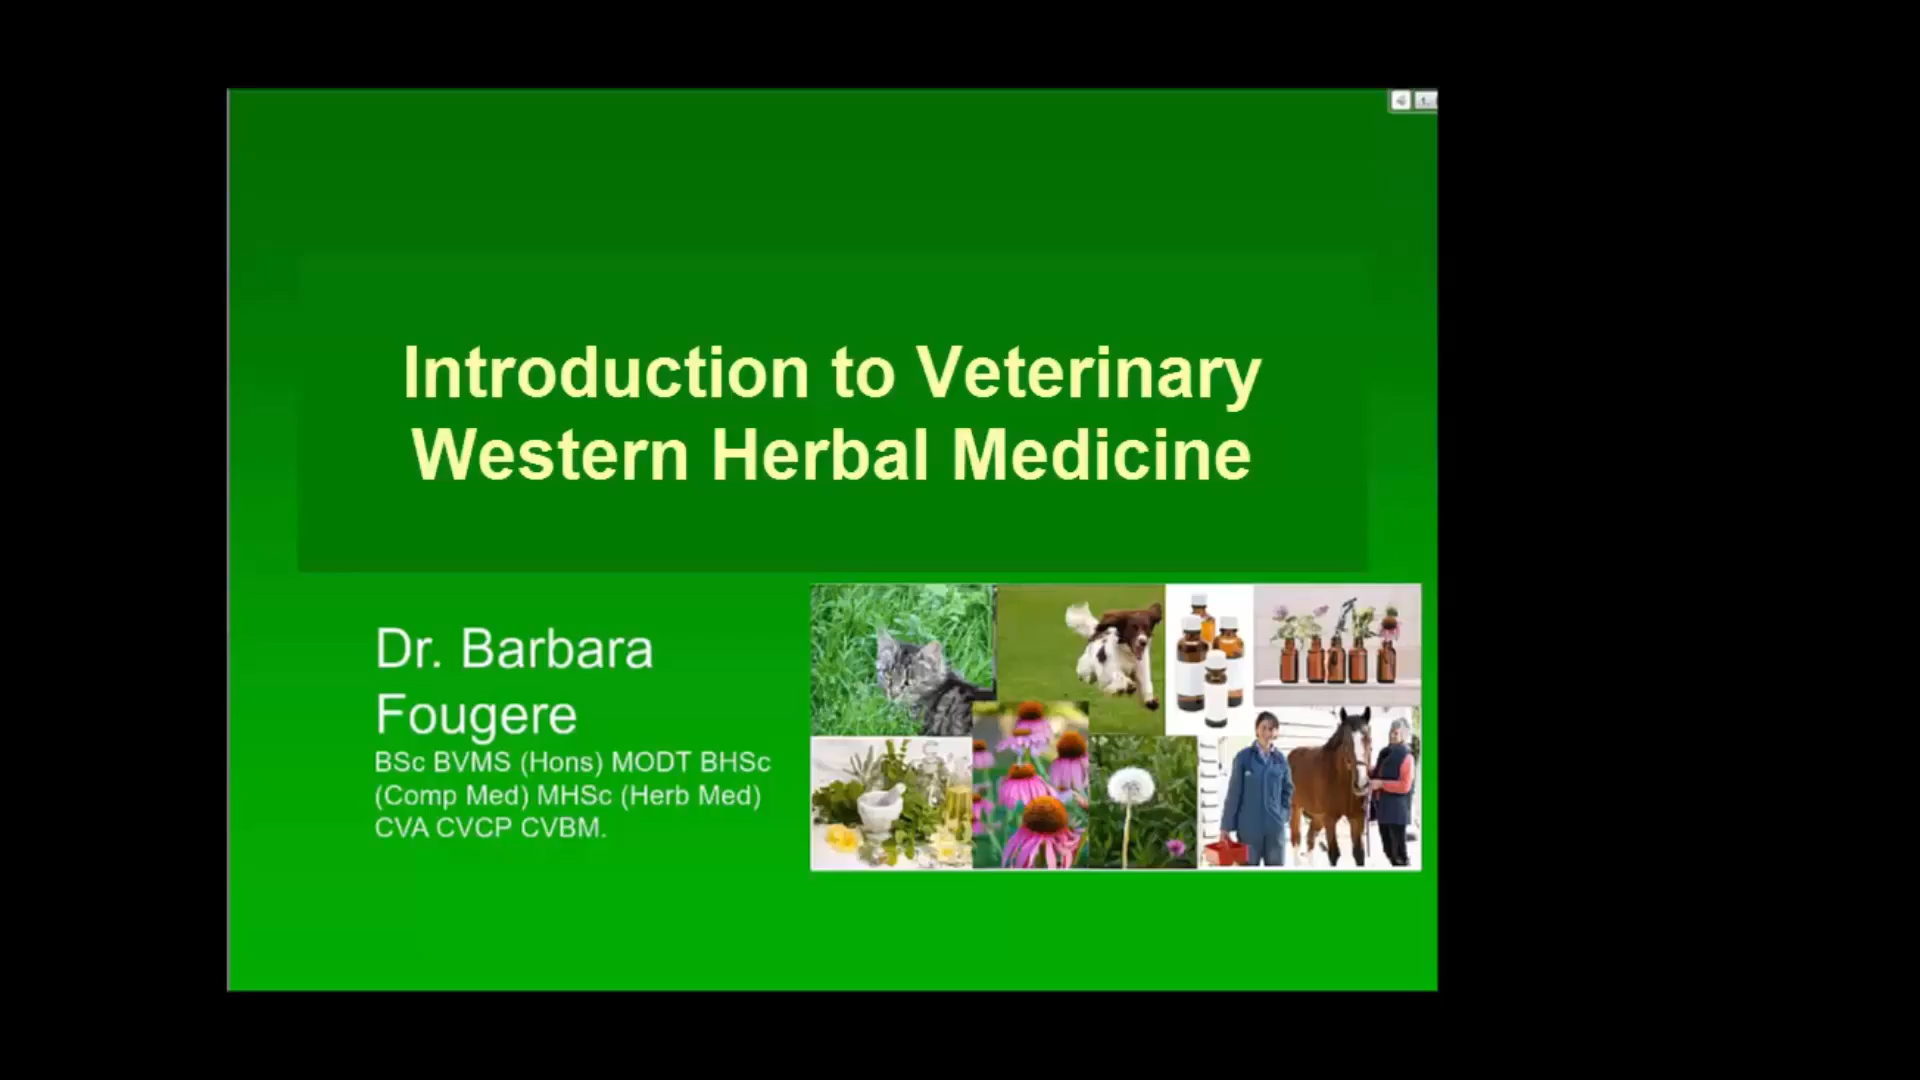 Introduction to Veterinary
Western Herbal Medicine
Dr. Barbara
Fougere
BSc BVMS (Hons) MODT BHSc
(Comp Med) MHSc (Herb Med)
CVA CVCP CVBM.